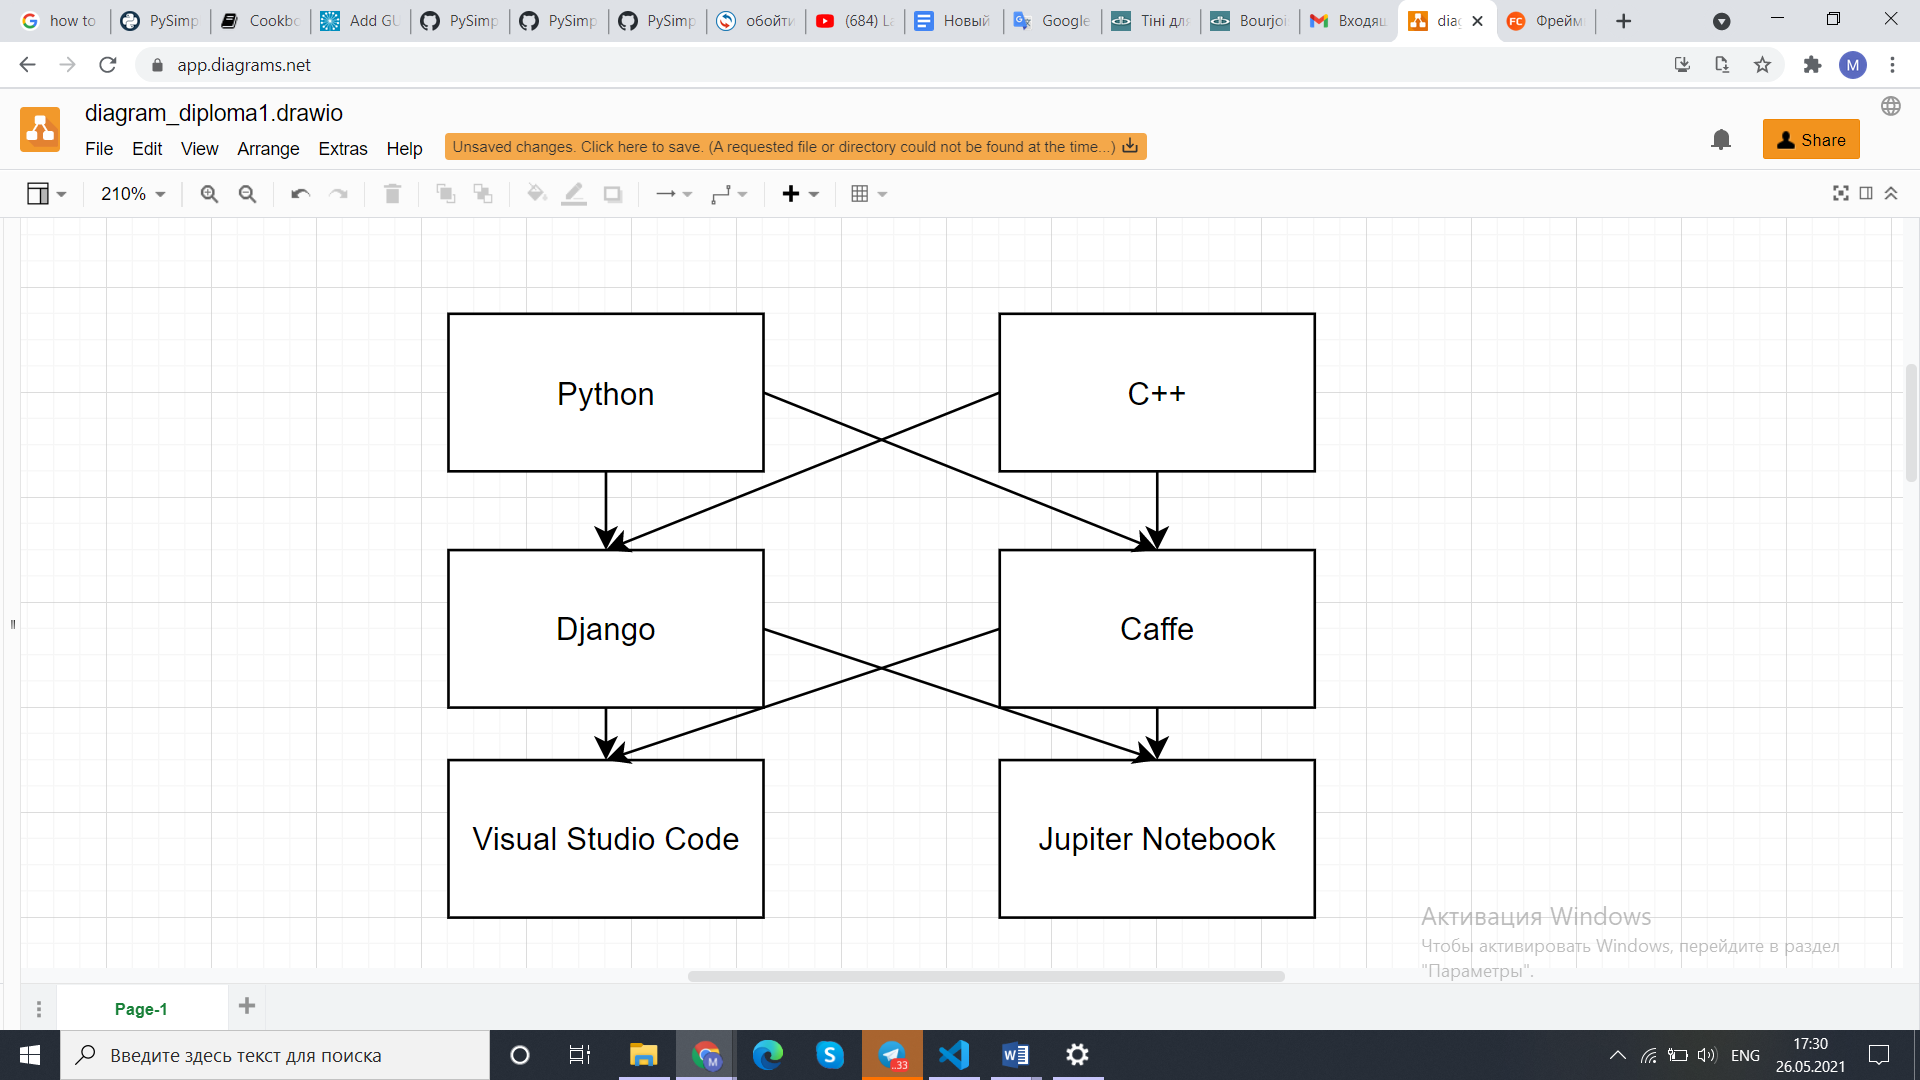 how to
PySimp
Cookbo
Add GU
PySimp
PySimp
PySimp
обойти
(684) La
Новый
Google
Тіні для
Bourjoi
Входящ
diag
Фрейм
app.diagrams.net
M
diagram_diploma1.drawio
File Edit View Arrange Extras Help
Unsaved changes. Click here to save. (A requested file or directory could not be found at the time...)
Share
210%
Python
C++
Django
Caffe
Visual Studio Code
Jupiter Notebook
Активация Windows
Чтобы активировать Windows, перейдите в раздел
"Параметры".
Page-1
Введите здесь текст для поиска
..33
ENG
17:30
26.05.2021